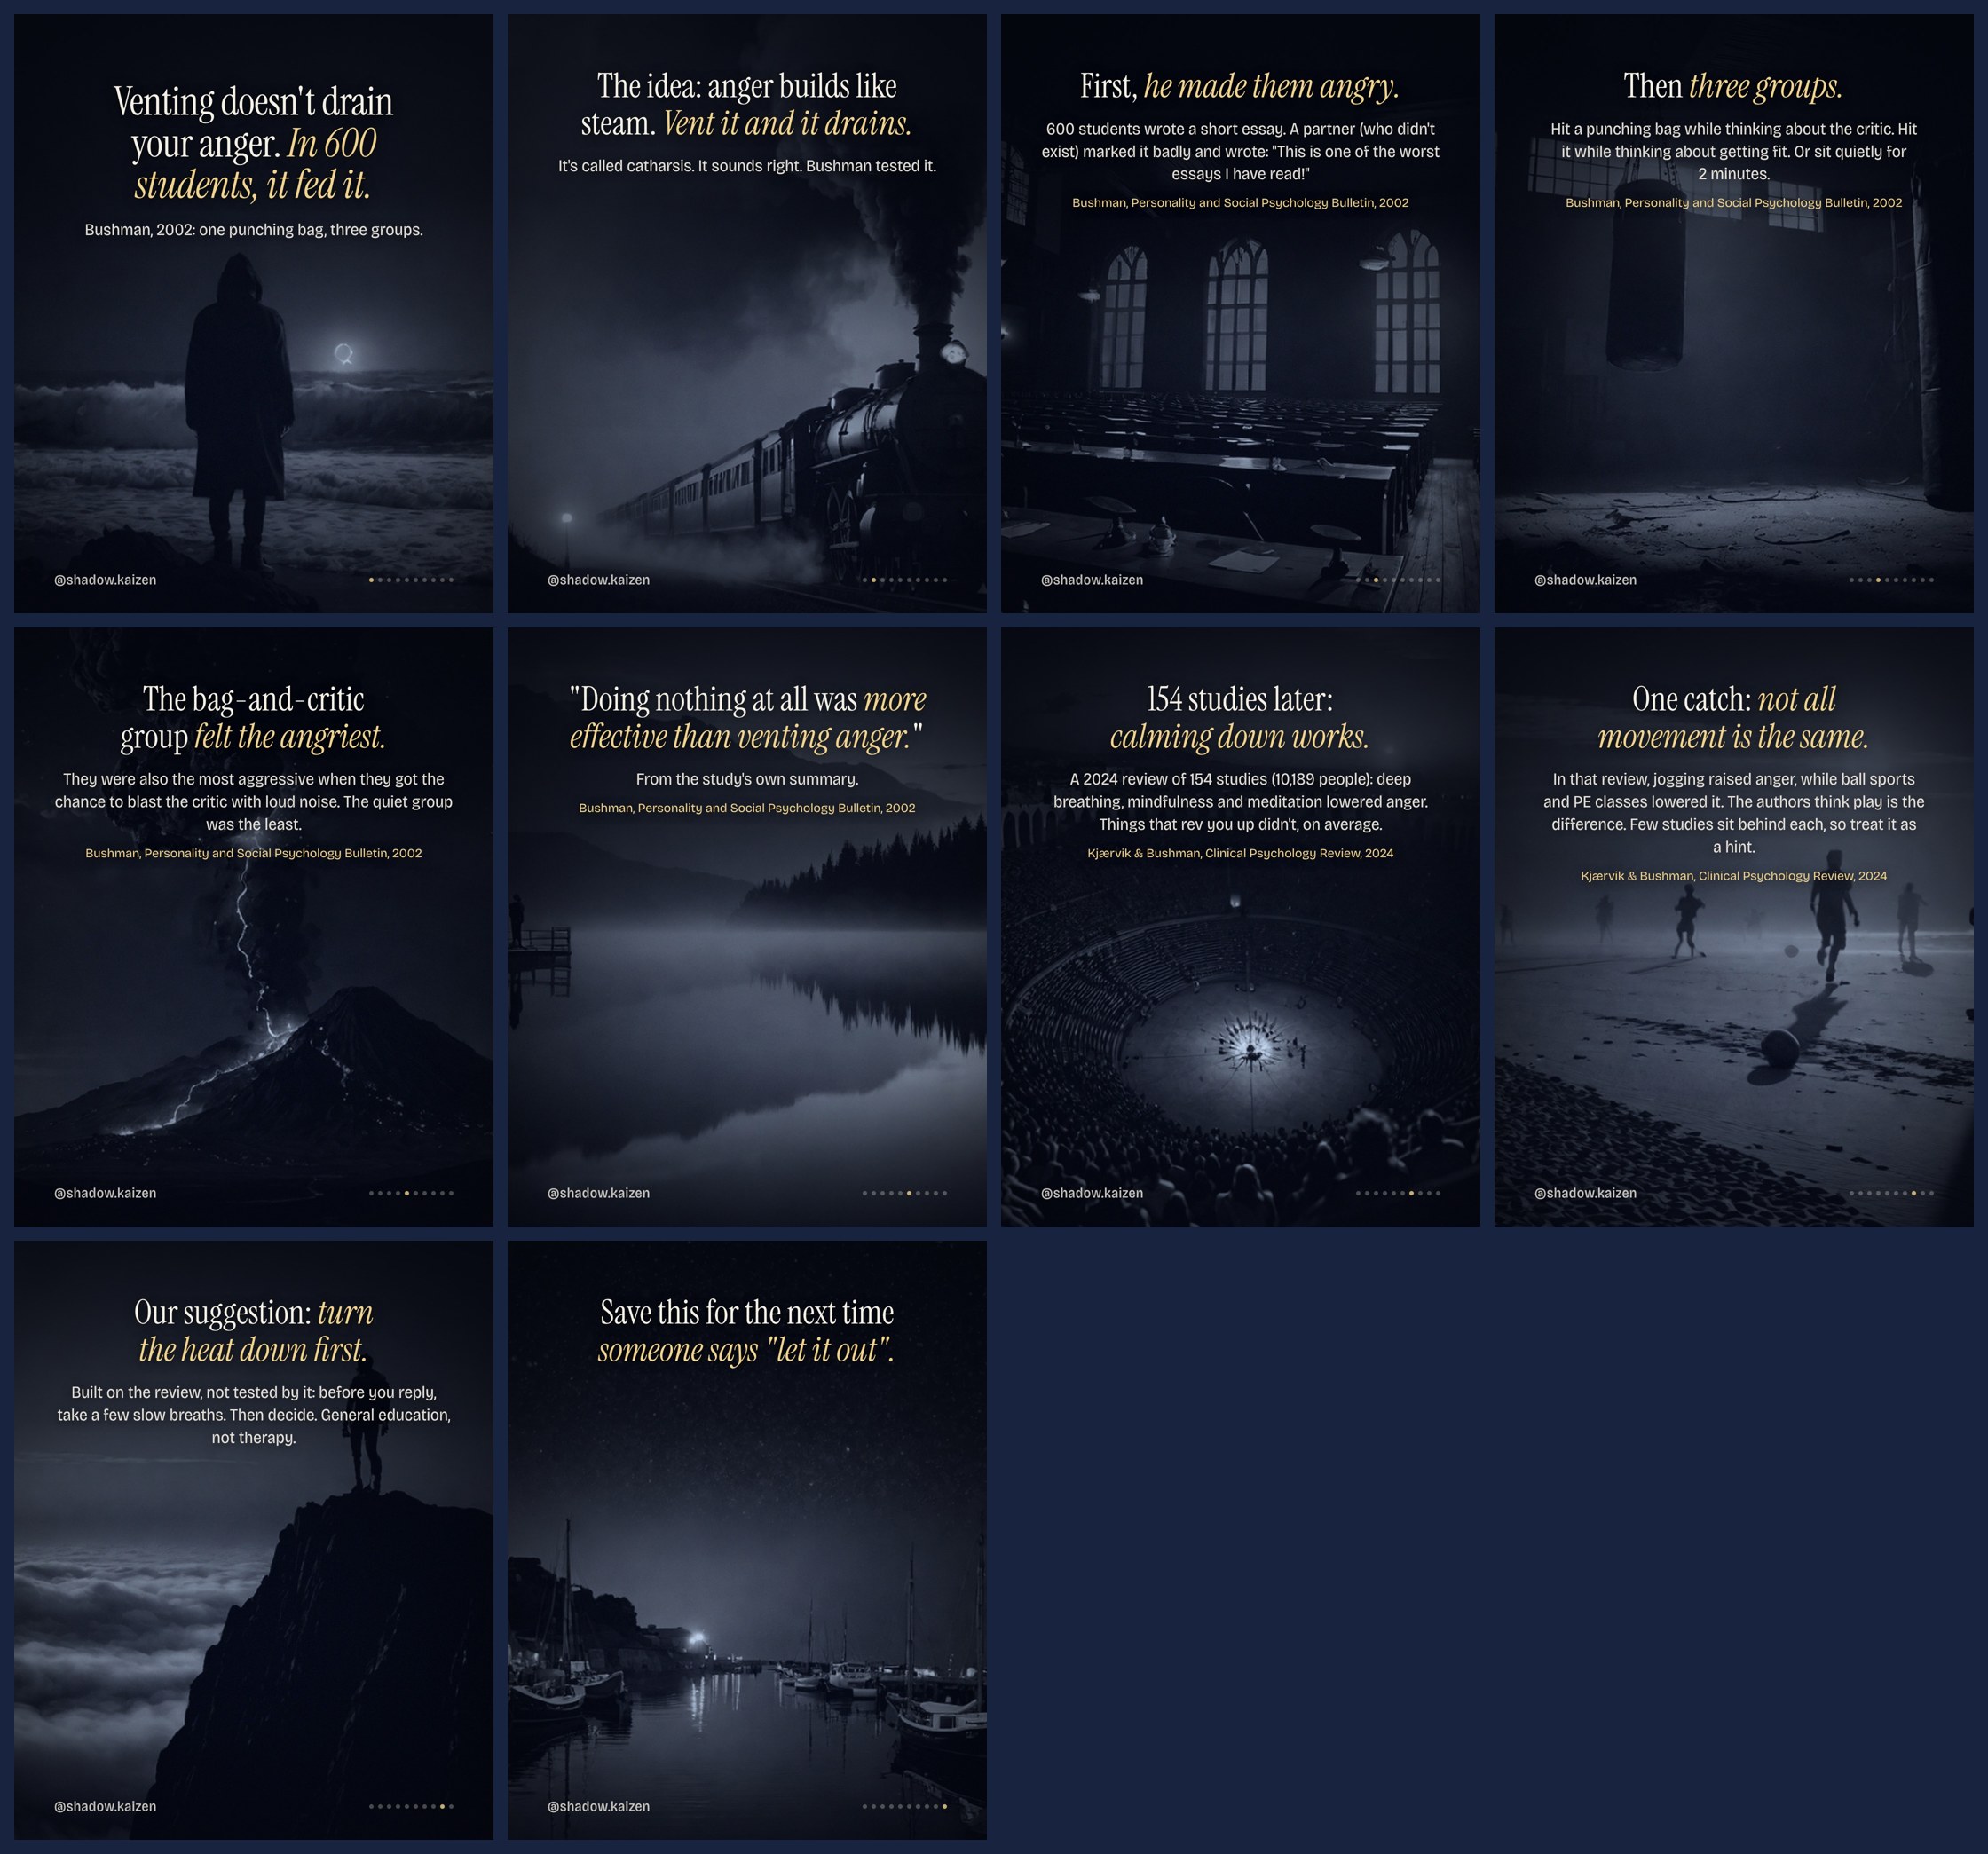 Venting doesn't drain
your anger. In 600
students, it fed it.
Bushman, 2002: one punching bag, three groups.
@shadow.kaizen
The idea: anger builds like
steam. Vent it and it drains.
It's called catharsis. It sounds right. Bushman tested it.
@shadow.kaizen
First, he made them angry.
600 students wrote a short essay. A partner (who didn't
exist) marked it badly and wrote: "This is one of the worst
essays I have read!"
Bushman, Personality and Social Psychology Bulletin, 2002
@shadow.kaizen
Then three groups.
Hit a punching bag while thinking about the critic. Hit
it while thinking about getting fit. Or sit quietly for
2 minutes.
Bushman, Personality and Social Psychology Bulletin, 2002
@shadow.kaizen
The bag-and-critic
group felt the angriest.
They were also the most aggressive when they got the
chance to blast the critic with loud noise. The quiet group
was the least.
Bushman, Personality and Social Psychology Bulletin, 2002
@shadow.kaizen
"Doing nothing at all was more
effective than venting anger."
From the study's own summary.
Bushman, Personality and Social Psychology Bulletin, 2002
@shadow.kaizen
154 studies later:
calming down works.
A 2024 review of 154 studies (10,189 people): deep
breathing, mindfulness and meditation lowered anger.
Things that rev you up didn't, on average.
Kjærvik & Bushman, Clinical Psychology Review, 2024
@shadow.kaizen
One catch: not all
movement is the same.
In that review, jogging raised anger, while ball sports
and PE classes lowered it. The authors think play is the
difference. Few studies sit behind each, so treat it as
a hint.
Kjærvik & Bushman, Clinical Psychology Review, 2024
@shadow.kaizen
Our suggestion: turn
the heat down first.
Built on the review, not tested by it: before you reply,
take a few slow breaths. Then decide. General education,
not therapy.
@shadow.kaizen
Save this for the next time
someone says "let it out".
@shadow.kaizen